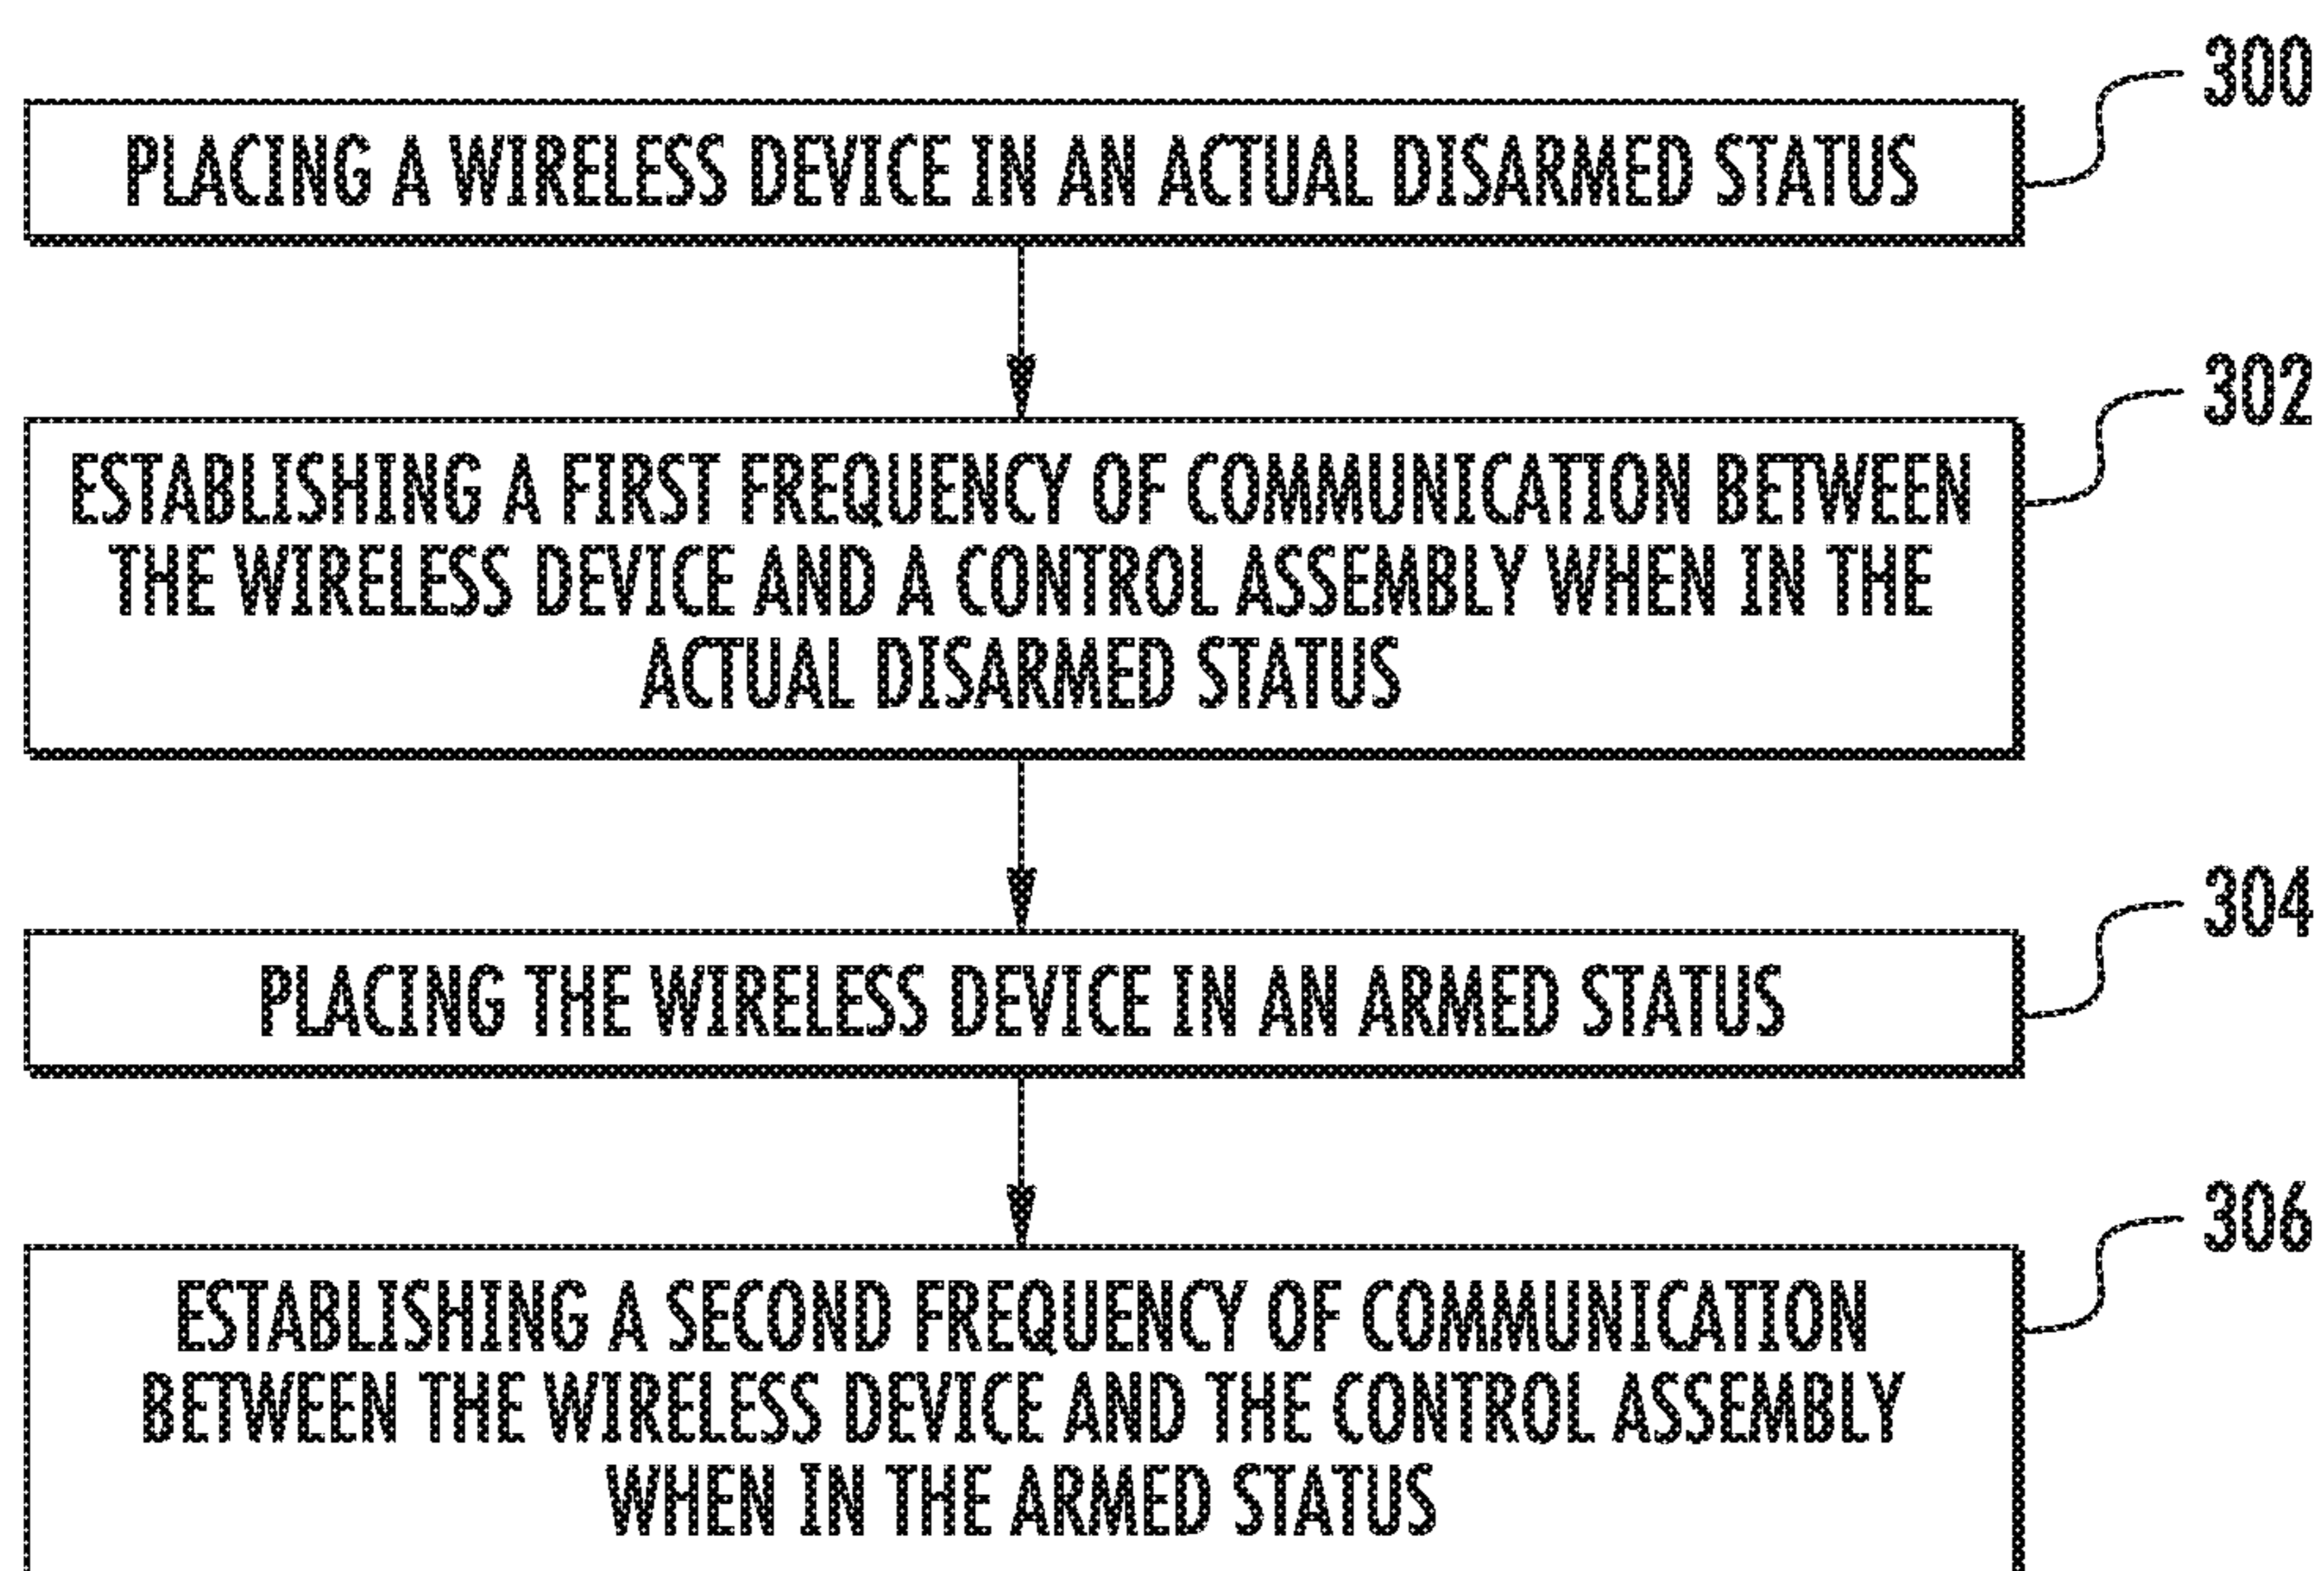 300
PLACING A WIRELESS DEVICE IN AN ACTUAL DISARMED STATUS
302
ESTABLISHING A FIRST FREQUENCY OF COMMUNICATION BETWEEN
THE WIRELESS DEVICE AND A CONTROL ASSEMBLY WHEN IN THE
ACTUAL DISARMED STATUS
304
PLACING THE WIRELESS DEVICE IN AN ARMED STATUS
306
ESTABLISHING A SECOND FREQUENCY OF COMMUNICATION
BETWEEN THE WIRELESS DEVICE AND THE CONTROL ASSEMBLY
WHEN IN THE ARMED STATUS